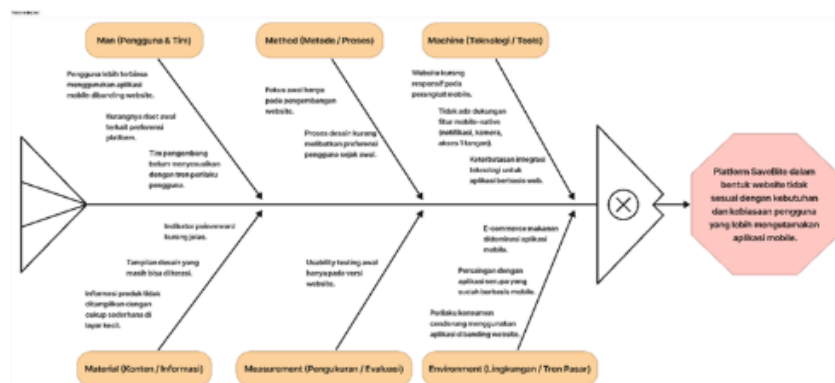 Man (Pengguna & Tim)
Method (Metode / Proses)
Machine (Teknologi / Tools)
Pengguna lebih terbiasa
menggunakan aplikasi
mobile dibanding website.
Kurangnya riset awal
terkait preferensi
platform.
Tim pengembang
belum menyesuaikan
dengan tren perilaku
pengguna.
Fokus awal hanya
pada pengembangan
website.
Proses desain kurang
melibatkan preferensi
pengguna sejak awal.
Website kurang
responsif pada
perangkat mobile.
Tidak ada dukungan
fitur mobile-native
(notifikasi, kamera,
akses 1 tangan).
Keterbatasan integrasi
teknologi untuk
aplikasi berbasis web.
Platform SaveBite dalam
bentuk website tidak
sesuai dengan kebutuhan
dan kebiasaan pengguna
yang lebih mengutamakan
aplikasi mobile.
Indikator
kurang jelas.
Tampilan desain yang
masih bisa diiterasi.
Informasi produk tidak
ditampilkan dengan
cukup sederhana di
layar kecil.
Usability testing awal
hanya pada versi
website.
E-commerce makanan
didominasi aplikasi
mobile.
Persaingan dengan
aplikasi serupa yang
sudah berbasis mobile.
Perilaku konsumen
cenderung menggunakan
aplikasi dibanding website.
Material (Konten / Informasi)
Measurement (Pengukuran / Evaluasi)
Environment (Lingkungan / Tren Pasar)